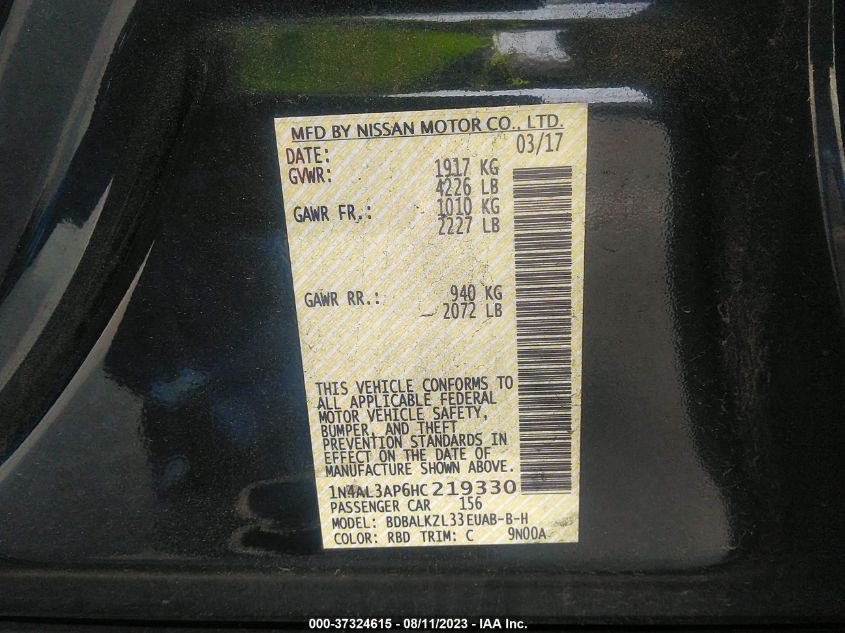 MFD BY NISSAN MOTOR CO., LTD.
DATE: 03/17
GVWR: 1917 KG
4226 LB
GAWR FR.: 1010 KG
2227 LB
GAWR RR.: 940 KG
2072 LB
THIS VEHICLE CONFORMS TO
ALL APPLICABLE FEDERAL
MOTOR VEHICLE SAFETY,
BUMPER, AND THEFT
PREVENTION STANDARDS IN
EFFECT ON THE DATE OF
MANUFACTURE SHOWN ABOVE.
1N4AL3AP6HC219330
PASSENGER CAR 156
MODEL: BDBALKZL33EUAB-B-H
COLOR: RBD TRIM: C 9N00A
000-37324615 - 08/11/2023 - IAA Inc.